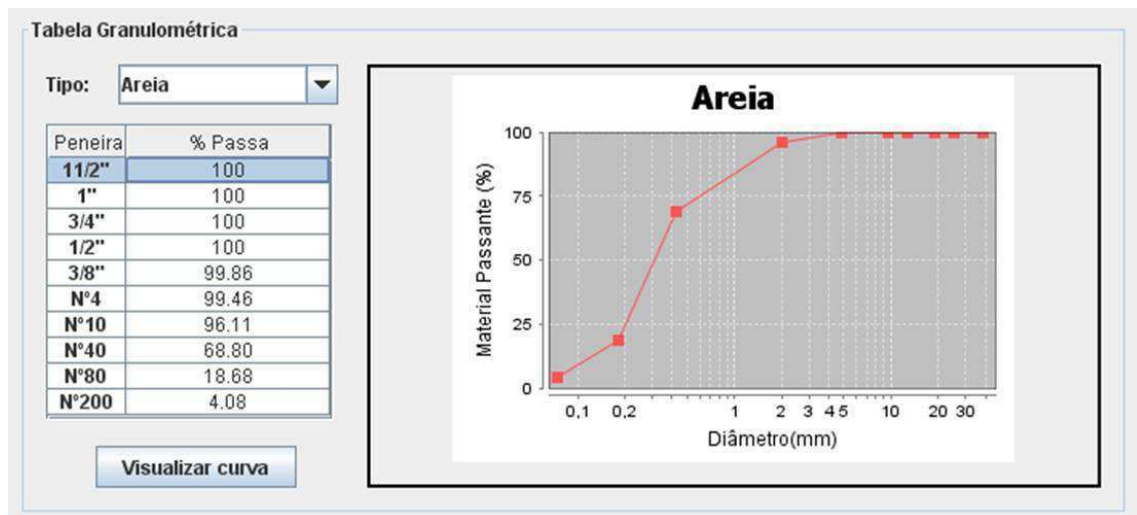 Tabela Granulométrica
Tipo: Areia
Peneira % Passa
11/2" 100
1" 100
3/4" 100
1/2" 100
3/8" 99.86
N°4 99.46
N°10 96.11
N°40 68.80
N°80 18.68
N°200 4.08
Visualizar curva
Areia
Material Passante (%)
100
75
50
25
0
0,1 0,2 1 2 3 4 5 10 20 30
Diâmetro(mm)